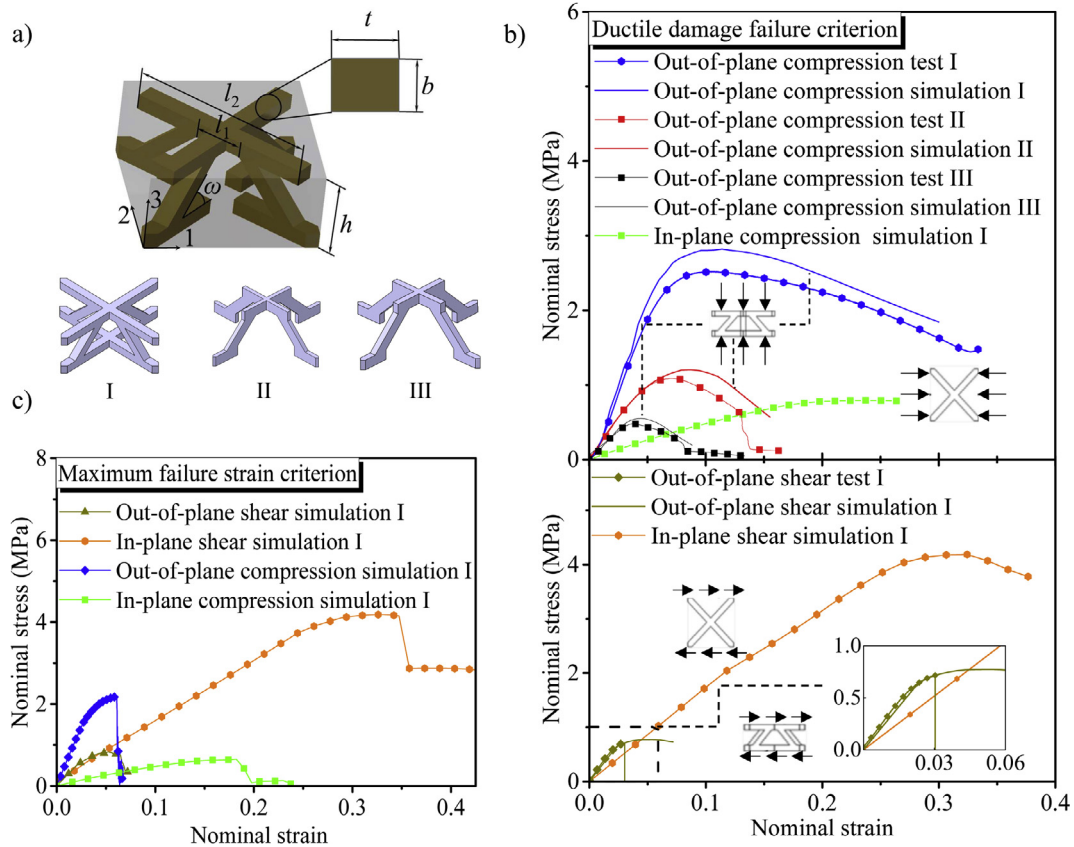 a)
t
b
l2
l1
ω
h
2
3
1
I
II
III
b)
Ductile damage failure criterion
Out-of-plane compression test I
Out-of-plane compression simulation I
Out-of-plane compression test II
Out-of-plane compression simulation II
Out-of-plane compression test III
Out-of-plane compression simulation III
In-plane compression simulation I
Nominal stress (MPa)
6
4
2
0
Out-of-plane shear test I
Out-of-plane shear simulation I
In-plane shear simulation I
Nominal stress (MPa)
4
2
0
1.0
0.5
0.0
0.03
0.06
0.0
0.1
0.2
0.3
0.4
Nominal strain
c)
Maximum failure strain criterion
Out-of-plane shear simulation I
In-plane shear simulation I
Out-of-plane compression simulation I
In-plane compression simulation I
Nominal stress (MPa)
8
6
4
2
0
0.0
0.1
0.2
0.3
0.4
Nominal strain